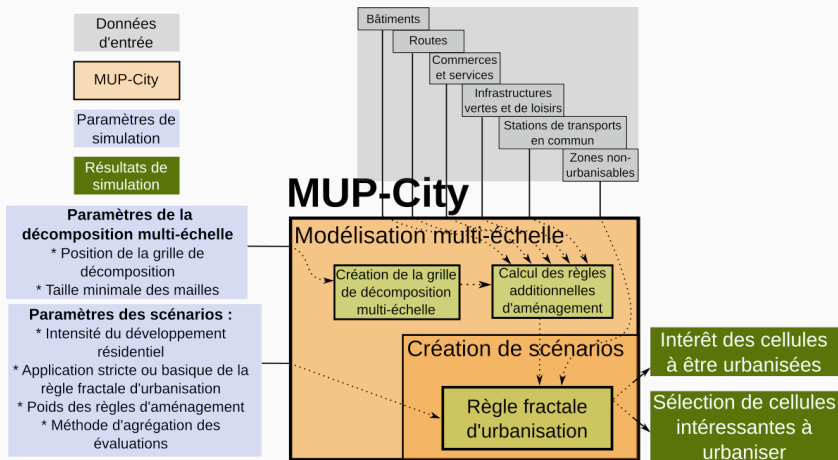 Données
d'entrée
MUP-City
Paramètres de
simulation
Résultats de
simulation
Bâtiments
Routes
Commerces
et services
Infrastructures
vertes et de loisirs
Stations de transports
en commun
Zones non-
urbanisables
MUP-City
Paramètres de la
décomposition multi-échelle
* Position de la grille de
décomposition
* Taille minimale des mailles
Paramètres des scénarios :
* Intensité du développement
résidentiel
* Application stricte ou basique de la
règle fractale d'urbanisation
* Poids des règles d'aménagement
* Méthode d'agrégation des
évaluations
Modélisation multi-échelle
Création de la grille
de décomposition
multi-échelle
Calcul des règles
additionnelles
d'aménagement
Création de scénarios
Règle fractale
d'urbanisation
Intérêt des cellules
à être urbanisées
Sélection de cellules
intéressantes à
urbaniser